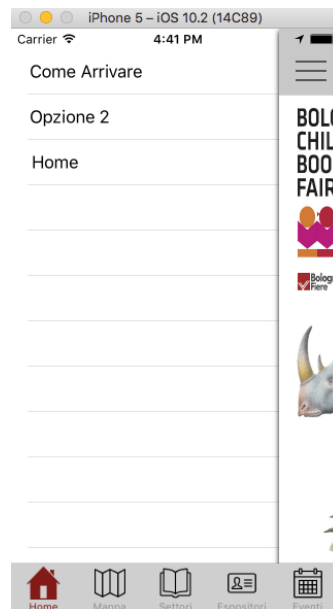 iPhone 5 – iOS 10.2 (14C89)
Carrier 4:41 PM
Come Arrivare
Opzione 2
Home
BOLO
CHIL
BOO
FAIR
Bologn
Fiere
Home Mappa Settori Espositori Eventi